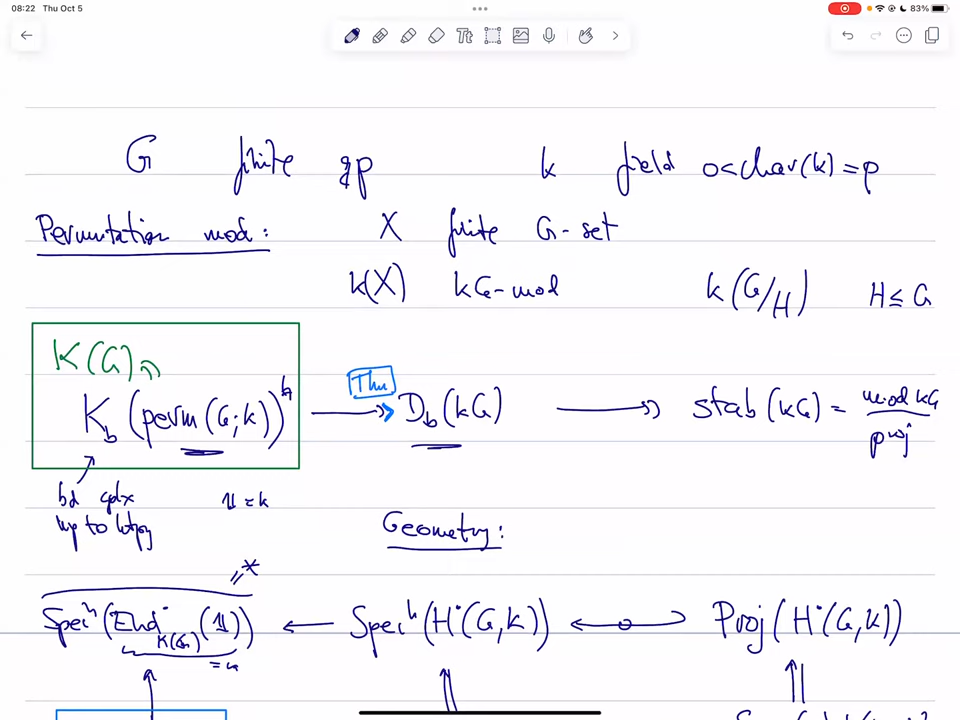 08:22 Thu Oct 5
83%
G finite gp k field 0<char(k)=p
Permutation mod: X finite G-set
k(X) kG-mod k(G/H) H≤G
K(G)
K_b(perm(G;k))^♮ → D_b(kG) → stab(kG) = mod kG / proj
Thm
bd cplx
up to htpy
𝟙 = k
Geometry:
= *
Spec^h(End^•_{K(G)}(𝟙)) ← Spec^h(H^•(G,k)) ↩ Proj(H^•(G,k))
= k